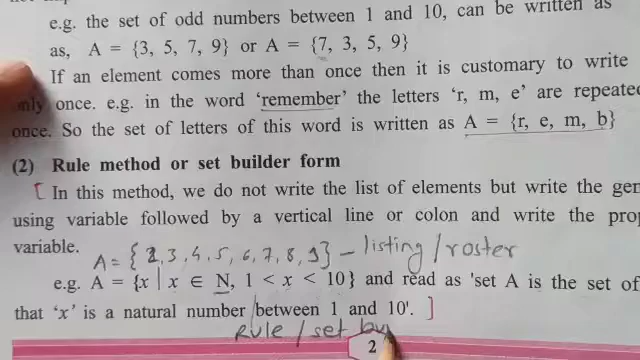 e.g. the set of odd numbers between 1 and 10, can be written as
as, A = {3, 5, 7, 9} or A = {7, 3, 5, 9}
If an element comes more than once then it is customary to write
only once. e.g. in the word 'remember' the letters 'r, m, e' are repeated
once. So the set of letters of this word is written as A = {r, e, m, b}
(2) Rule method or set builder form
[ In this method, we do not write the list of elements but write the gen
using variable followed by a vertical line or colon and write the prop
variable. A = {2, 3, 4, 5, 6, 7, 8, 9} - listing / roster
e.g. A = {x | x ∈ N, 1 < x < 10} and read as 'set A is the set of
that 'x' is a natural number between 1 and 10'. ]
Rule / set bu
2